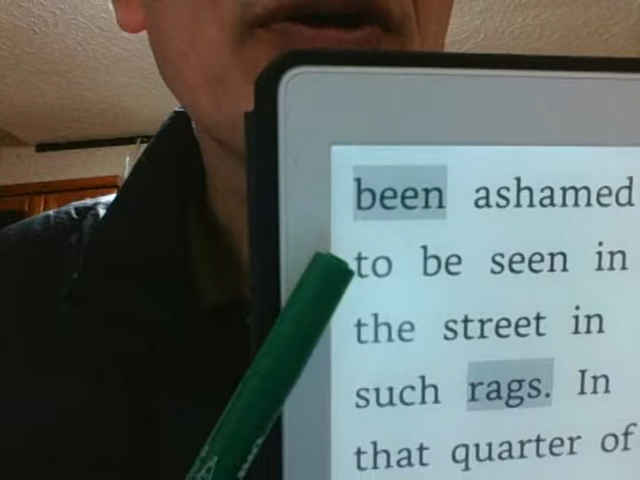 been ashamed
to be seen in
the street in
such rags. In
that quarter of